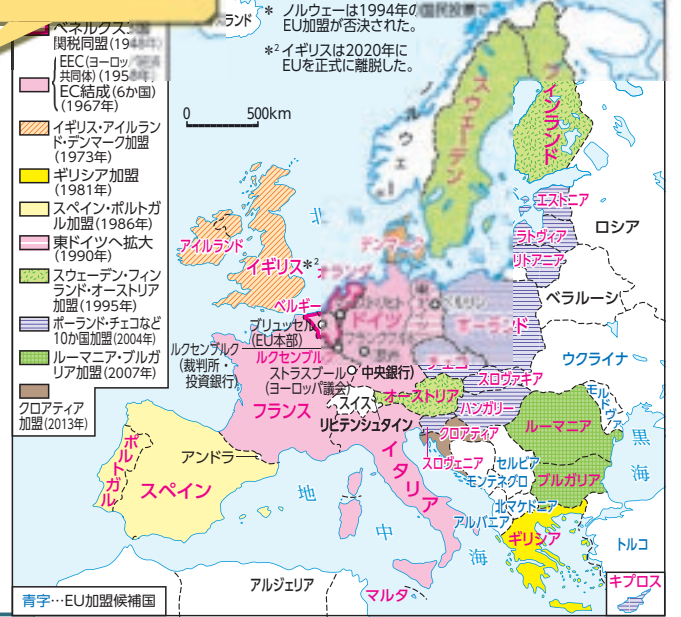 ランド
* ノルウェーは1994年の
EU加盟が否決された。
*²イギリスは2020年に
EUを正式に離脱した。
ベネルクス
関税同盟(19
EEC(ヨーロッ
共同体)(195
EC結成(6か国)
(1967年)
イギリス・アイルラン
ド・デンマーク加盟
(1973年)
ギリシア加盟
(1981年)
スペイン・ポルトガ
ル加盟(1986年)
東ドイツへ拡大
(1990年)
スウェーデン・フィン
ランド・オーストリア
加盟(1995年)
ポーランド・チェコなど
10か国加盟(2004年)
ルーマニア・ブルガ
リア加盟(2007年)
クロアティア
加盟(2013年)
0 500km
ノルウェー
スウェーデン
フィンランド
エストニア
ロシア
ラトヴィア
リトアニア
ベラルーシ
北
海
デンマーク
アイルランド
イギリス*²
オランダ
ベルギー
ドイツ
ベルリン
ポーランド
ブリュッセル
(EU本部)
ルクセンブルク
(裁判所・
投資銀行)
ルクセンブル
ストラスブール
(ヨーロッパ議会)
中央銀行)
チェコ
スロヴァキア
ウクライナ
モルドヴァ
フランス
スイス
リヒテンシュタイン
オーストリア
ハンガリー
ルーマニア
クロアティア
スロヴェニア
セルビア
モンテネグロ
ブルガリア
黒海
北マケドニア
アルバニア
ギリシア
トルコ
イタリア
アンドラ
ポルトガル
スペイン
地
中
海
アルジェリア
マルタ
キプロス
青字…EU加盟候補国